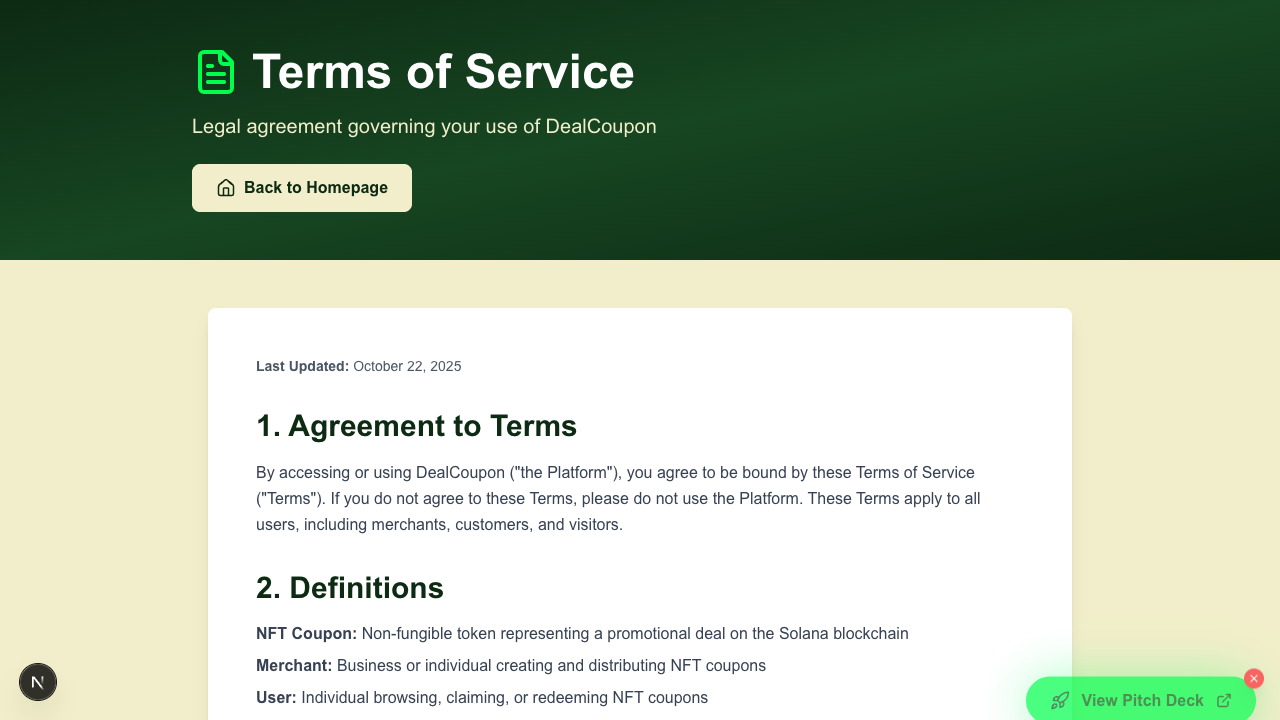 Terms of Service
Legal agreement governing your use of DealCoupon
Back to Homepage
Last Updated: October 22, 2025
1. Agreement to Terms
By accessing or using DealCoupon ("the Platform"), you agree to be bound by these Terms of Service
("Terms"). If you do not agree to these Terms, please do not use the Platform. These Terms apply to all
users, including merchants, customers, and visitors.
2. Definitions
NFT Coupon: Non-fungible token representing a promotional deal on the Solana blockchain
Merchant: Business or individual creating and distributing NFT coupons
User: Individual browsing, claiming, or redeeming NFT coupons
N
View Pitch Deck